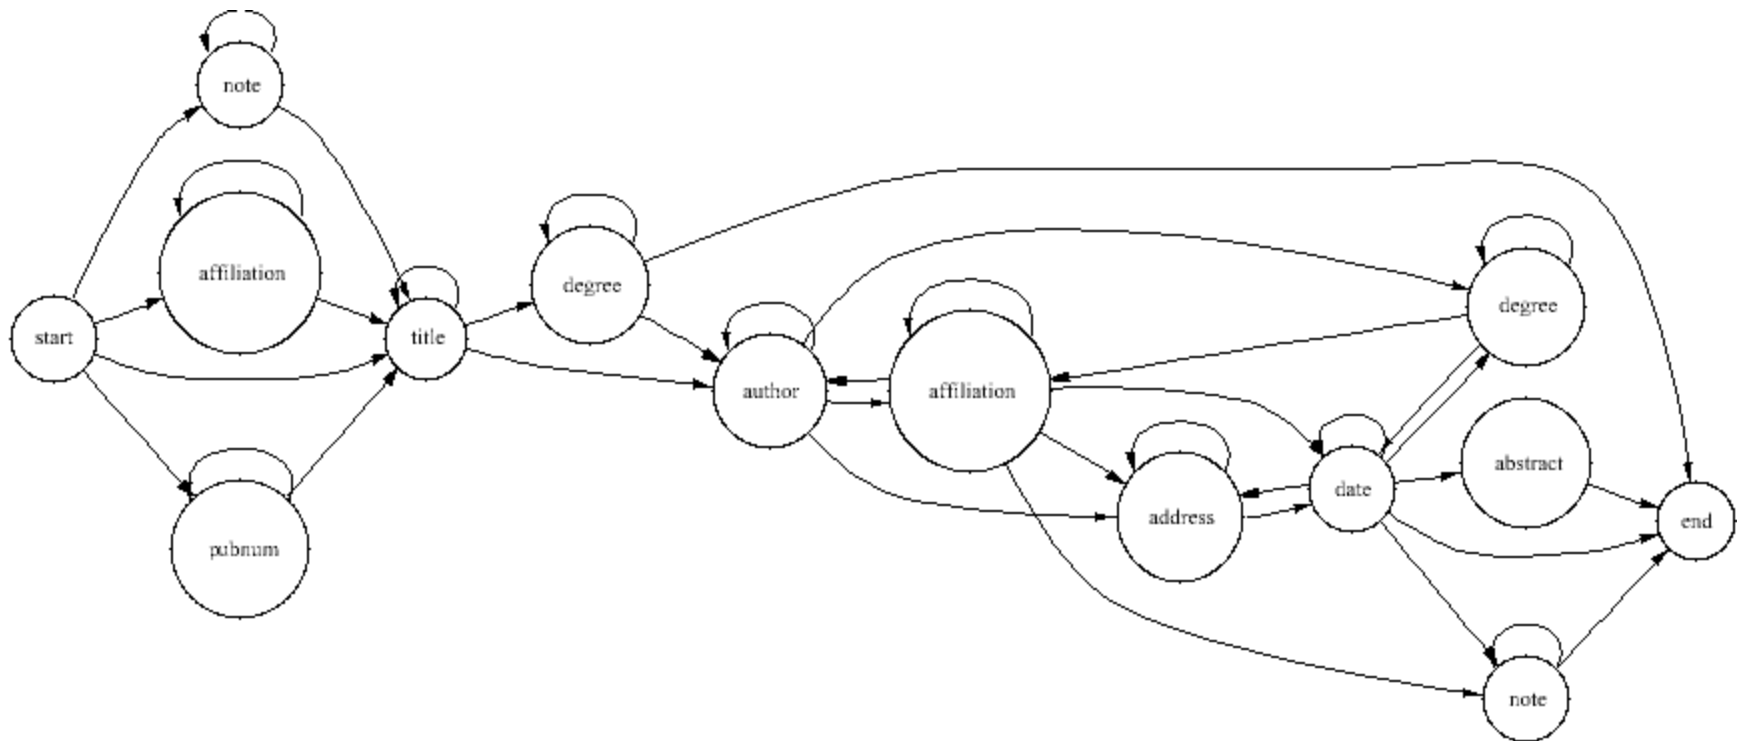 note
affiliation
start
title
pubnum
degree
author
affiliation
address
date
degree
abstract
end
note